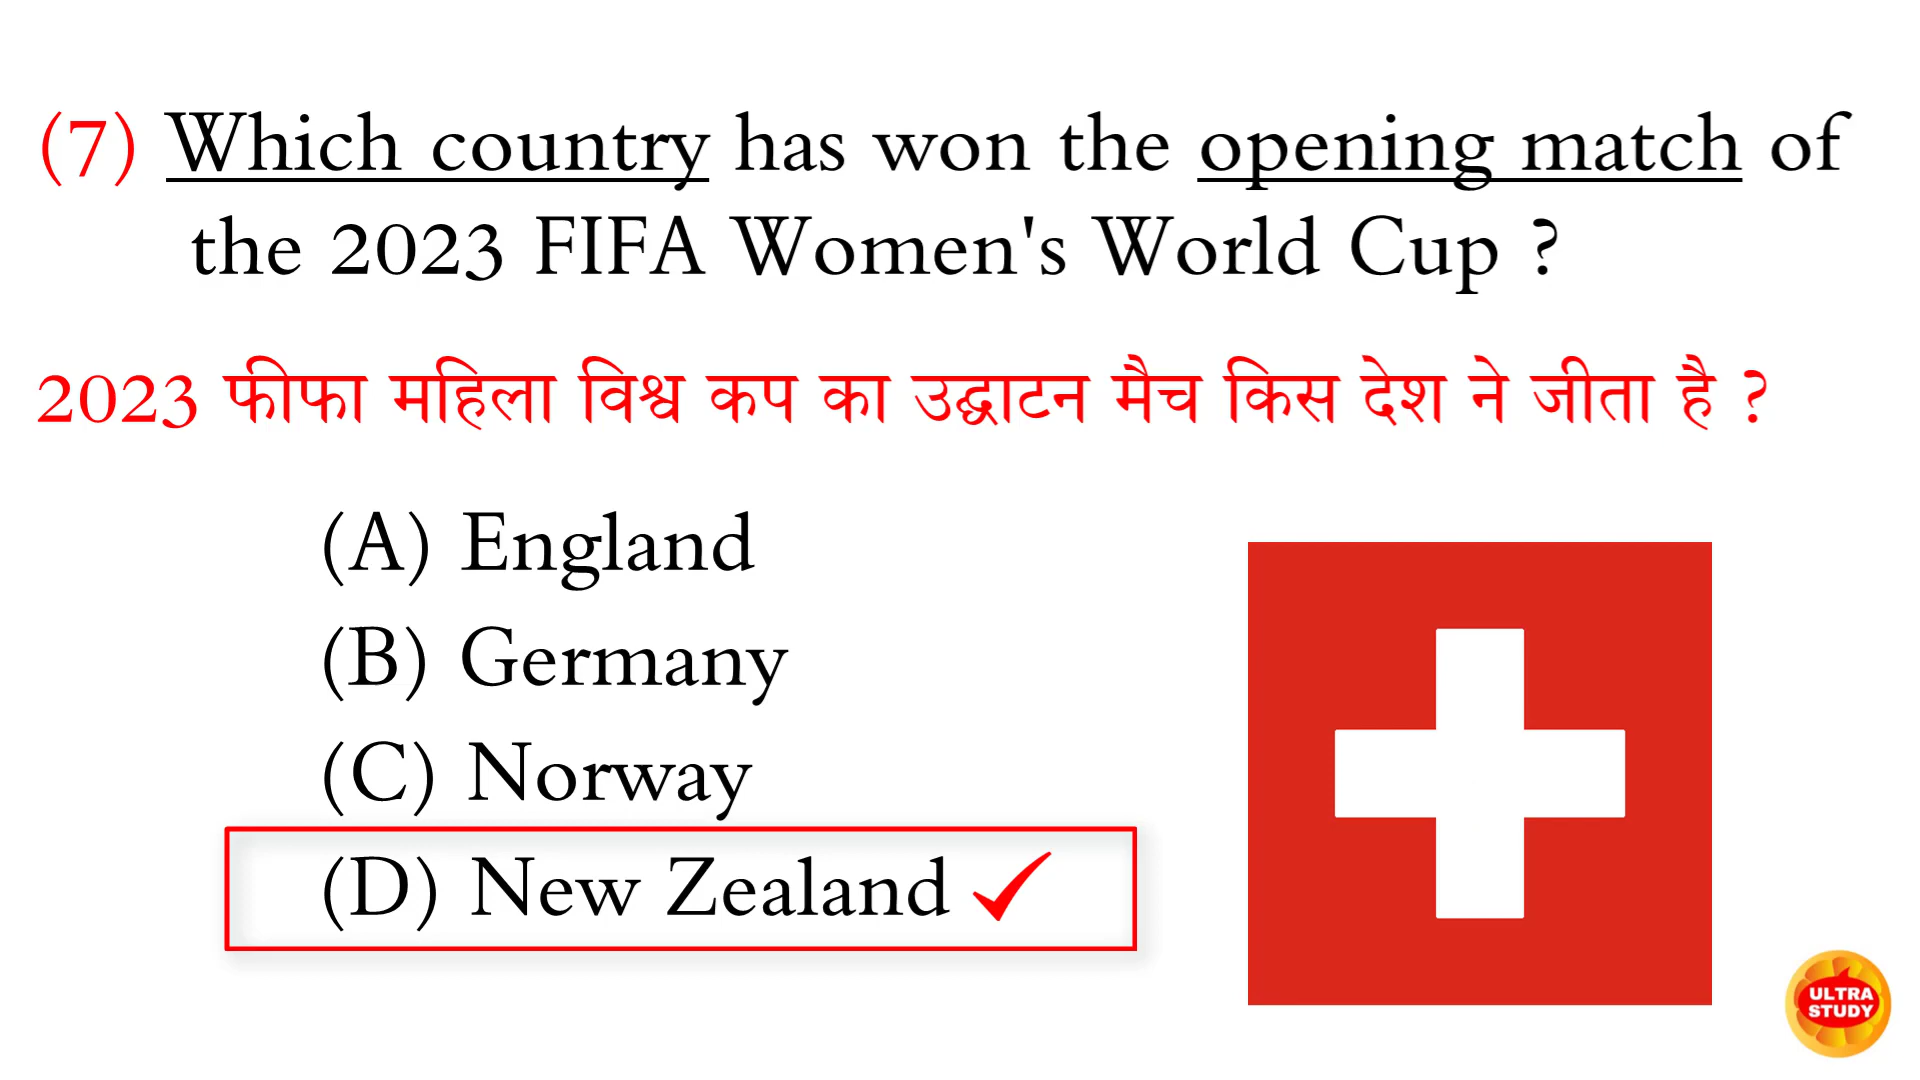 (7) Which country has won the opening match of
the 2023 FIFA Women's World Cup ?
2023 फीफा महिला विश्व कप का उद्घाटन मैच किस देश ने जीता है ?
(A) England
(B) Germany
(C) Norway
(D) New Zealand ✓
ULTRA
STUDY